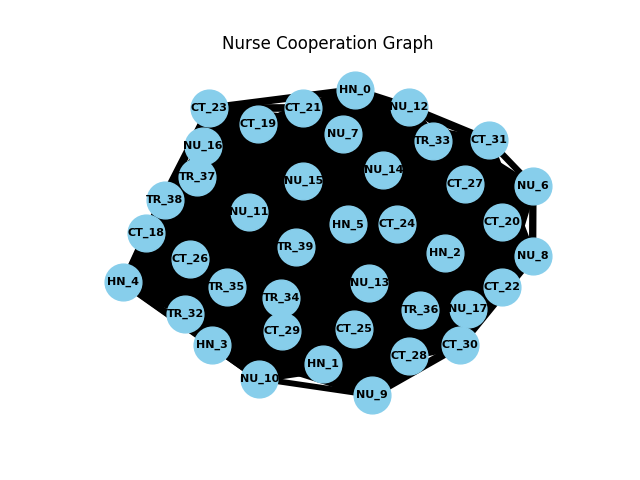 Nurse Cooperation Graph
HN_0
CT_23
CT_21
NU_12
CT_19
NU_7
TR_33
CT_31
NU_16
NU_14
TR_37
NU_15
CT_27
NU_6
TR_38
NU_11
HN_5
CT_24
CT_20
CT_18
TR_39
HN_2
NU_8
CT_26
HN_4
TR_35
NU_13
CT_22
TR_34
TR_32
TR_36
NU_17
CT_29
CT_25
HN_3
CT_30
CT_28
HN_1
NU_10
NU_9